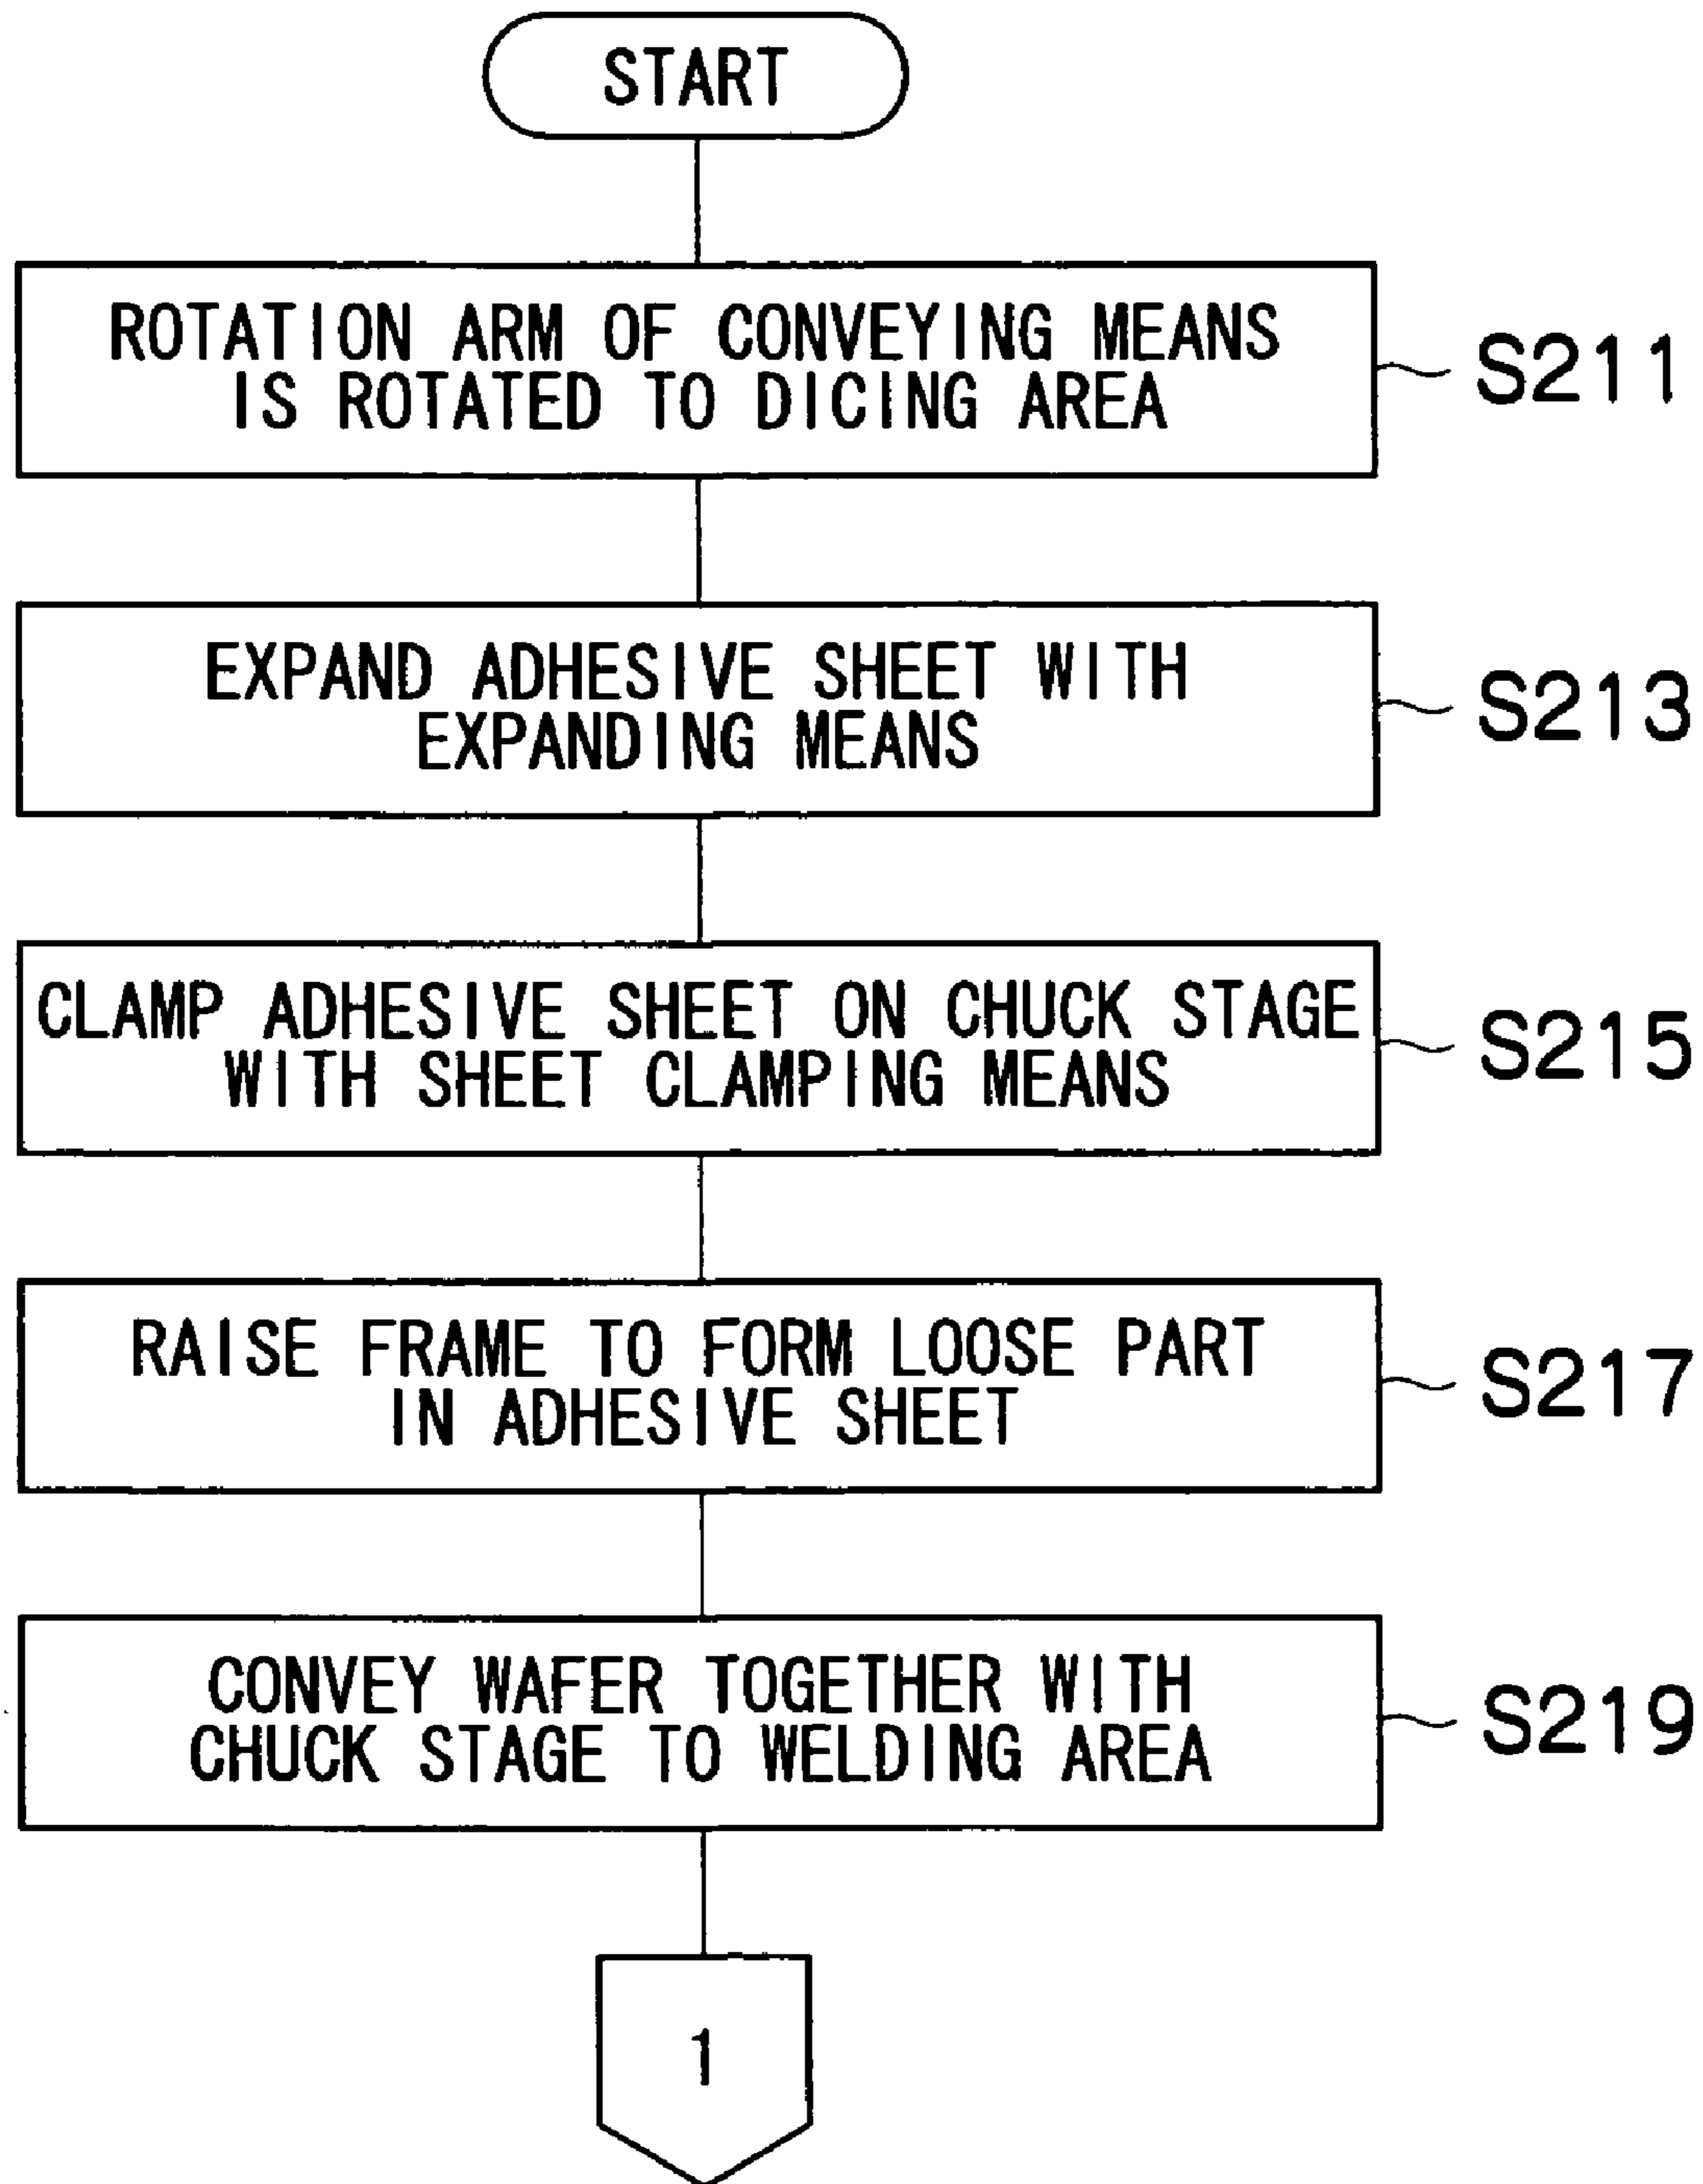 START
ROTATION ARM OF CONVEYING MEANS
IS ROTATED TO DICING AREA
S211
EXPAND ADHESIVE SHEET WITH
EXPANDING MEANS
S213
CLAMP ADHESIVE SHEET ON CHUCK STAGE
WITH SHEET CLAMPING MEANS
S215
RAISE FRAME TO FORM LOOSE PART
IN ADHESIVE SHEET
S217
CONVEY WAFER TOGETHER WITH
CHUCK STAGE TO WELDING AREA
S219
1